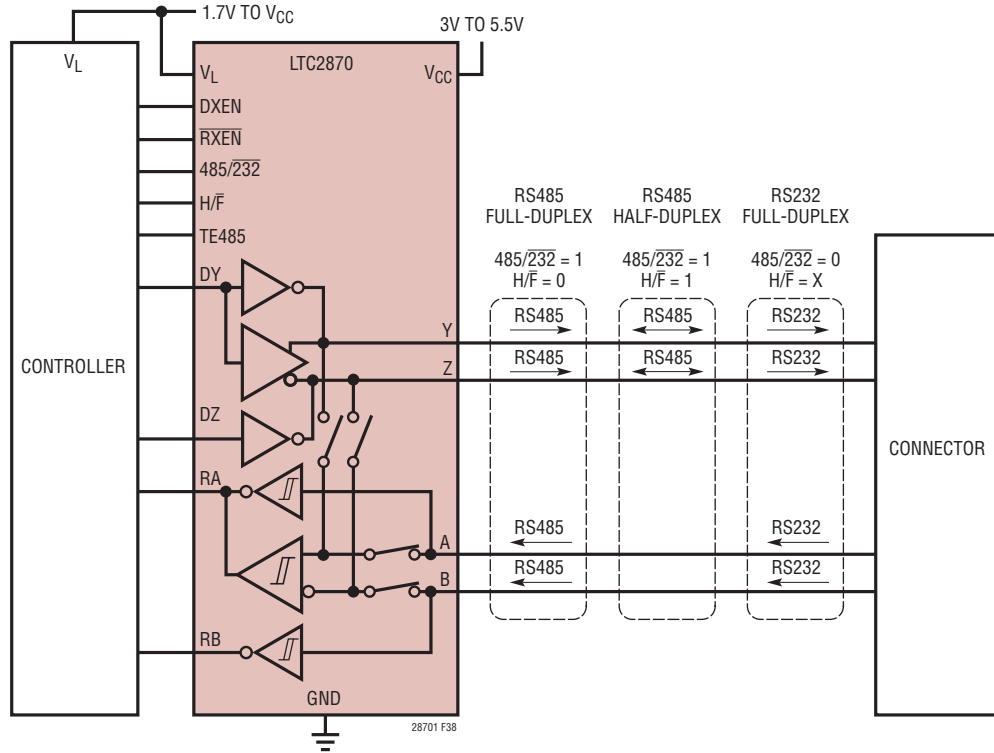 1.7V TO VCC
3V TO 5.5V
VL
LTC2870
VL
VCC
DXEN
RXEN
485/232
H/F
TE485
DY
RS485
FULL-DUPLEX
485/232 = 1
H/F = 0
RS485
HALF-DUPLEX
485/232 = 1
H/F = 1
RS232
FULL-DUPLEX
485/232 = 0
H/F = X
RS485
RS485
RS232
Y
RS485
RS485
RS232
Z
CONTROLLER
DZ
CONNECTOR
RA
RS485
RS232
A
RS485
RS232
B
RB
GND
28701 F38